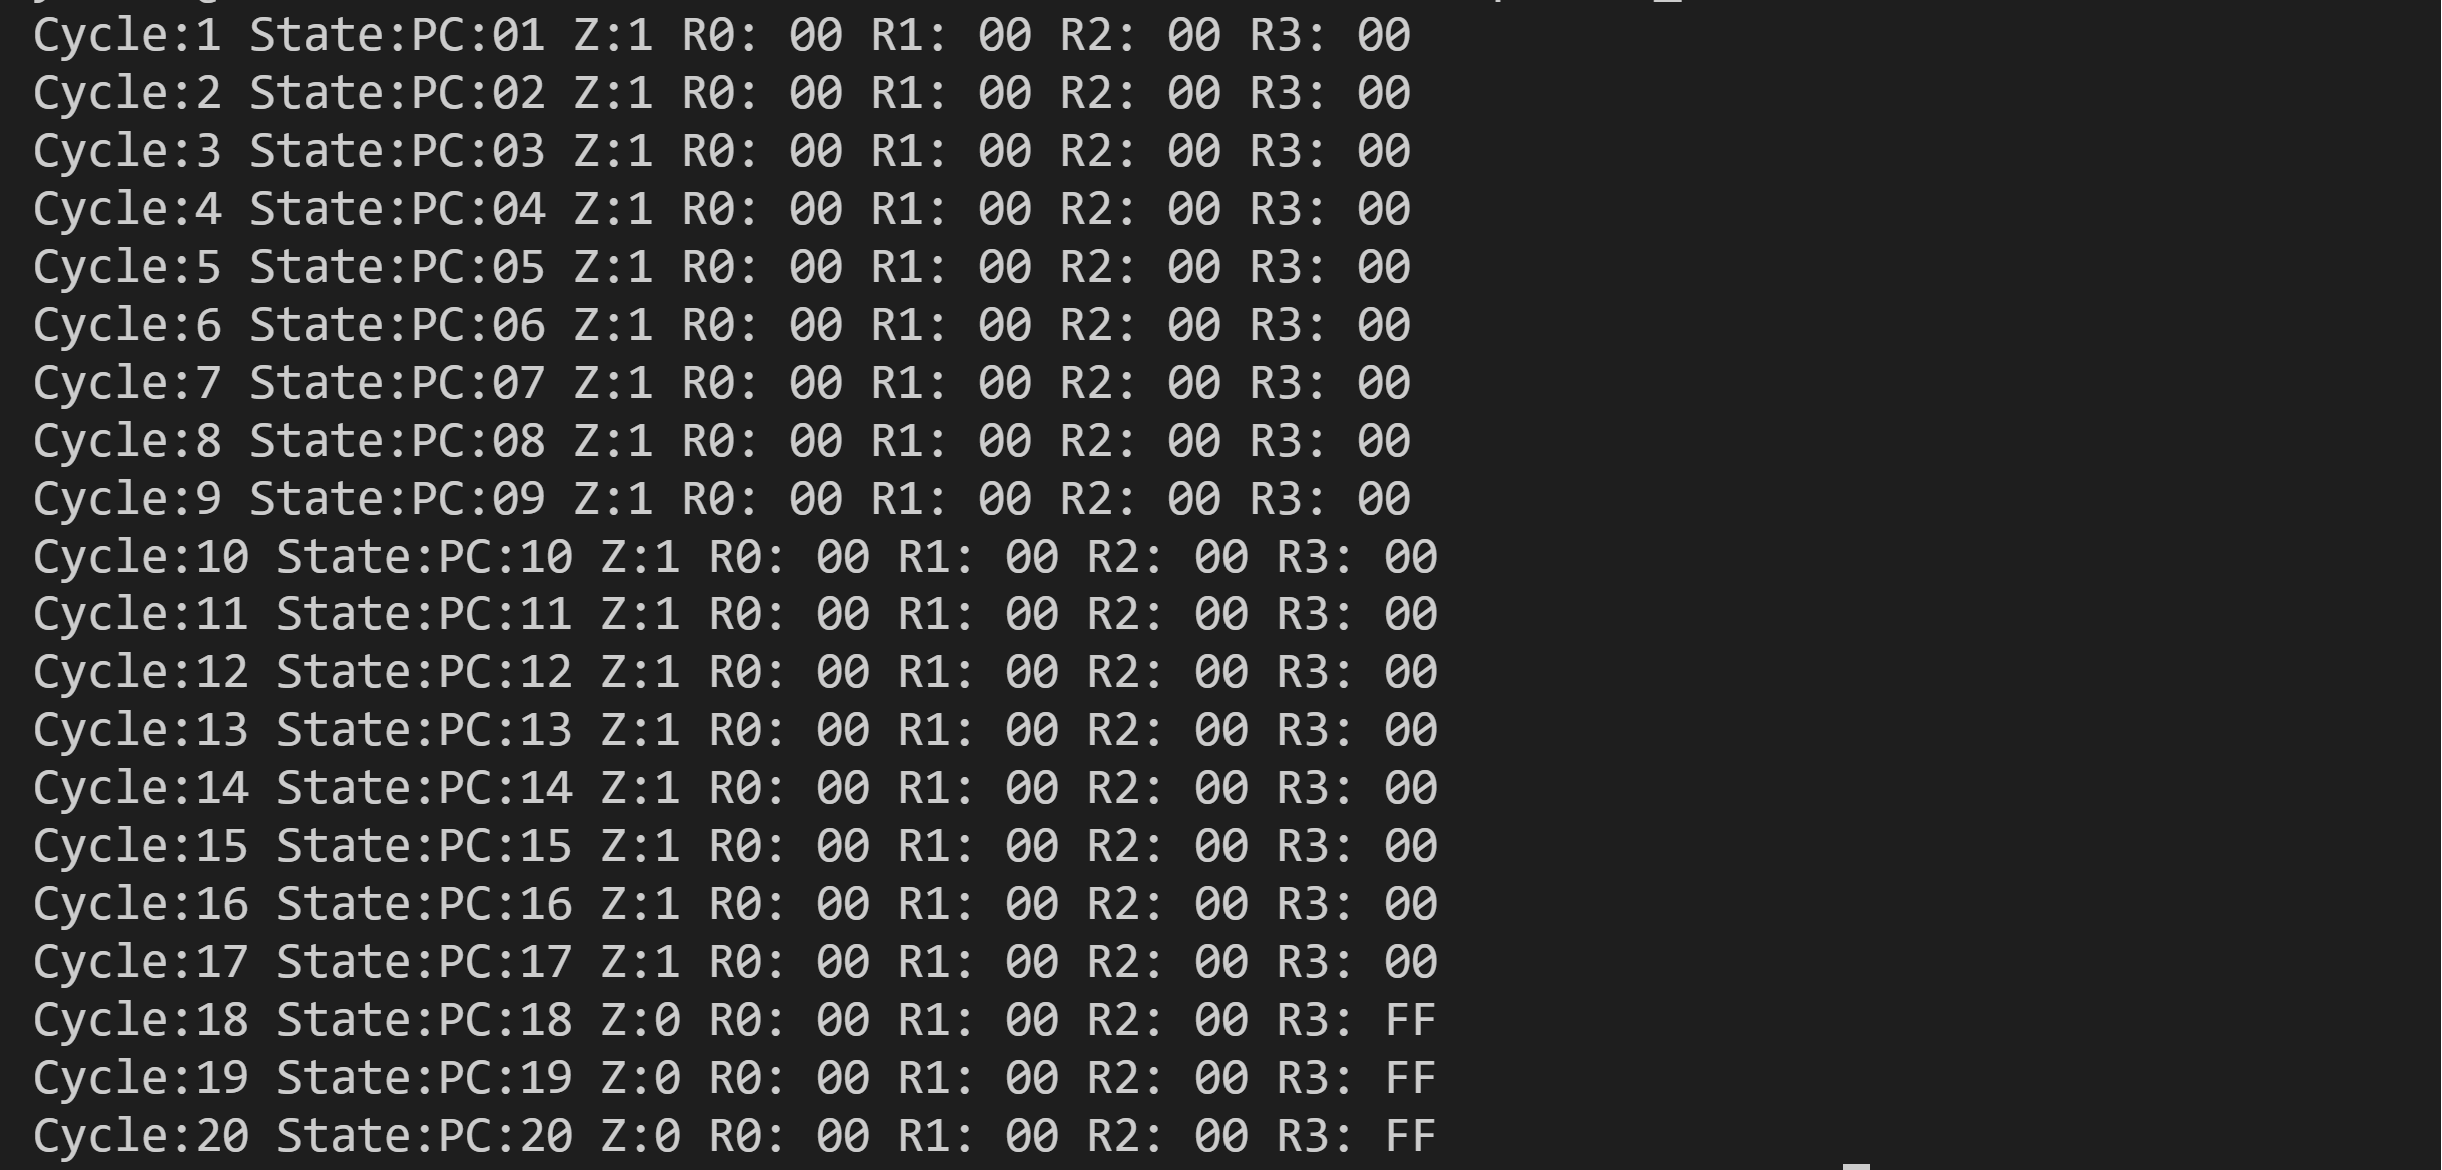 Cycle:1 State:PC:01 Z:1 R0: 00 R1: 00 R2: 00 R3: 00
Cycle:2 State:PC:02 Z:1 R0: 00 R1: 00 R2: 00 R3: 00
Cycle:3 State:PC:03 Z:1 R0: 00 R1: 00 R2: 00 R3: 00
Cycle:4 State:PC:04 Z:1 R0: 00 R1: 00 R2: 00 R3: 00
Cycle:5 State:PC:05 Z:1 R0: 00 R1: 00 R2: 00 R3: 00
Cycle:6 State:PC:06 Z:1 R0: 00 R1: 00 R2: 00 R3: 00
Cycle:7 State:PC:07 Z:1 R0: 00 R1: 00 R2: 00 R3: 00
Cycle:8 State:PC:08 Z:1 R0: 00 R1: 00 R2: 00 R3: 00
Cycle:9 State:PC:09 Z:1 R0: 00 R1: 00 R2: 00 R3: 00
Cycle:10 State:PC:10 Z:1 R0: 00 R1: 00 R2: 00 R3: 00
Cycle:11 State:PC:11 Z:1 R0: 00 R1: 00 R2: 00 R3: 00
Cycle:12 State:PC:12 Z:1 R0: 00 R1: 00 R2: 00 R3: 00
Cycle:13 State:PC:13 Z:1 R0: 00 R1: 00 R2: 00 R3: 00
Cycle:14 State:PC:14 Z:1 R0: 00 R1: 00 R2: 00 R3: 00
Cycle:15 State:PC:15 Z:1 R0: 00 R1: 00 R2: 00 R3: 00
Cycle:16 State:PC:16 Z:1 R0: 00 R1: 00 R2: 00 R3: 00
Cycle:17 State:PC:17 Z:1 R0: 00 R1: 00 R2: 00 R3: 00
Cycle:18 State:PC:18 Z:0 R0: 00 R1: 00 R2: 00 R3: FF
Cycle:19 State:PC:19 Z:0 R0: 00 R1: 00 R2: 00 R3: FF
Cycle:20 State:PC:20 Z:0 R0: 00 R1: 00 R2: 00 R3: FF